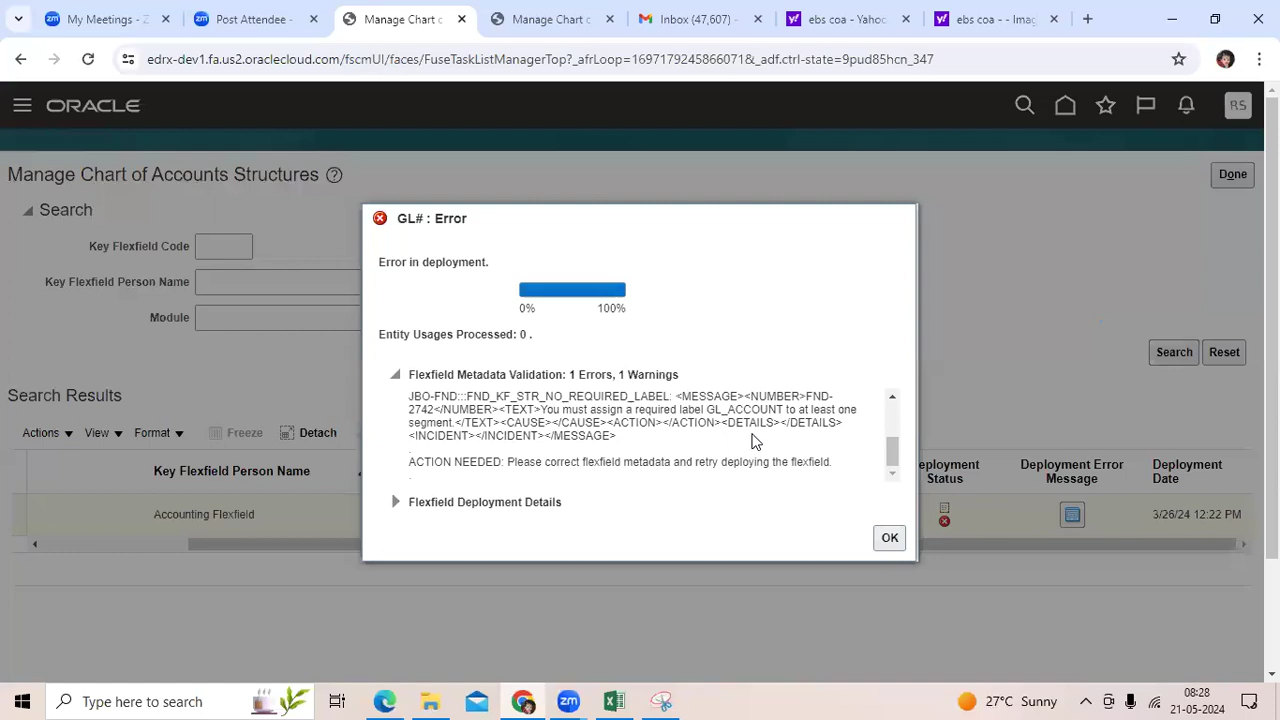 My Meetings - Z
Post Attendee -
Manage Chart c
Manage Chart of
Inbox (47,607) -
ebs coa - Yahoo
ebs coa - - Imag
edrx-dev1.fa.us2.oraclecloud.com/fscmUI/faces/FuseTaskListManagerTop?_afrLoop=16971792458660071&_adf.ctrl-state=9pud85hcn_347
ORACLE
RS
Manage Chart of Accounts Structures
Done
Search
Key Flexfield Code
Key Flexfield Person Name
Module
Search
Reset
Search Results
Actions
View
Format
Freeze
Detach
Key Flexfield Person Name
eployment Status
Deployment Error Message
Deployment Date
Accounting Flexfield
3/26/24 12:22 PM
GL# : Error
Error in deployment.
0%
100%
Entity Usages Processed: 0 .
Flexfield Metadata Validation: 1 Errors, 1 Warnings
JBO-FND:::FND_KF_STR_NO_REQUIRED_LABEL: <MESSAGE><NUMBER>FND-
2742</NUMBER><TEXT>You must assign a required label GL_ACCOUNT to at least one
segment.</TEXT><CAUSE></CAUSE><ACTION></ACTION><DETAILS></DETAILS>
<INCIDENT></INCIDENT></MESSAGE>
.
ACTION NEEDED: Please correct flexfield metadata and retry deploying the flexfield.
.
Flexfield Deployment Details
OK
Type here to search
27°C Sunny
08:28
21-05-2024